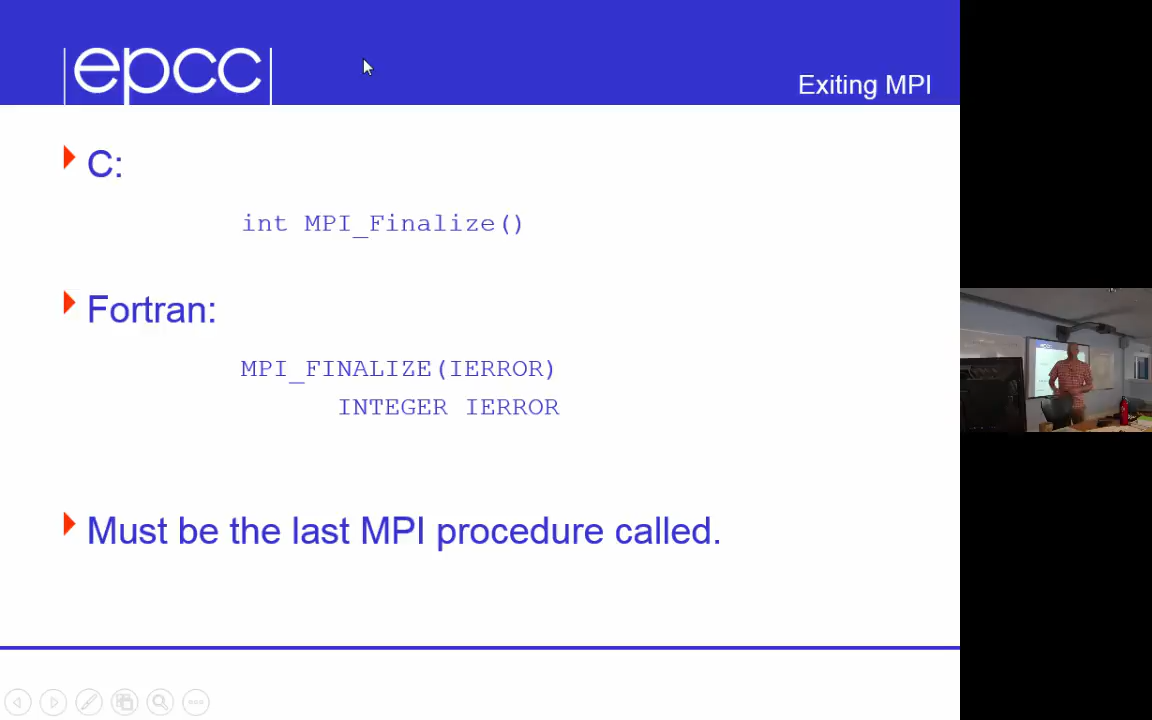 epcc
Exiting MPI
C:
int MPI_Finalize()
Fortran:
MPI_FINALIZE(IERROR)
INTEGER IERROR
Must be the last MPI procedure called.